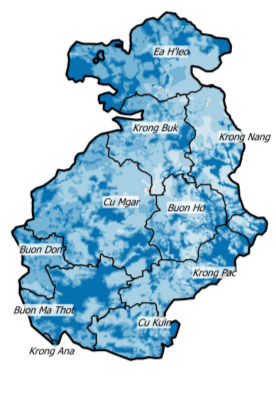 Ea H'leo
Krong Buk
Krong Nang
Cu Mgar
Buon Ho
Buon Don
Krong Pac
Buon Ma Thot
Cu Kuin
Krong Ana